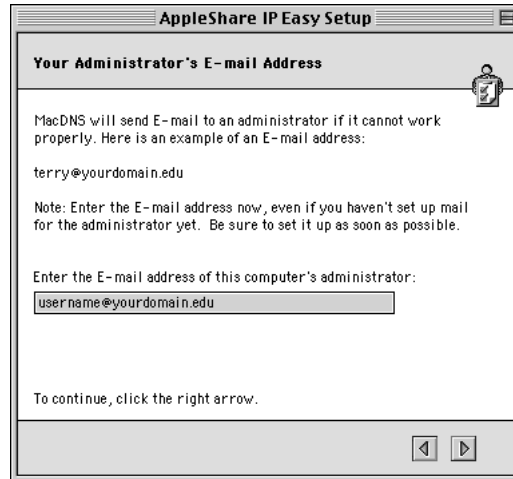 AppleShare IP Easy Setup
Your Administrator's E-mail Address
MacDNS will send E-mail to an administrator if it cannot work
properly. Here is an example of an E-mail address:
terry@yourdomain.edu
Note: Enter the E-mail address now, even if you haven't set up mail
for the administrator yet. Be sure to set it up as soon as possible.
Enter the E-mail address of this computer's administrator:
username@yourdomain.edu
To continue, click the right arrow.